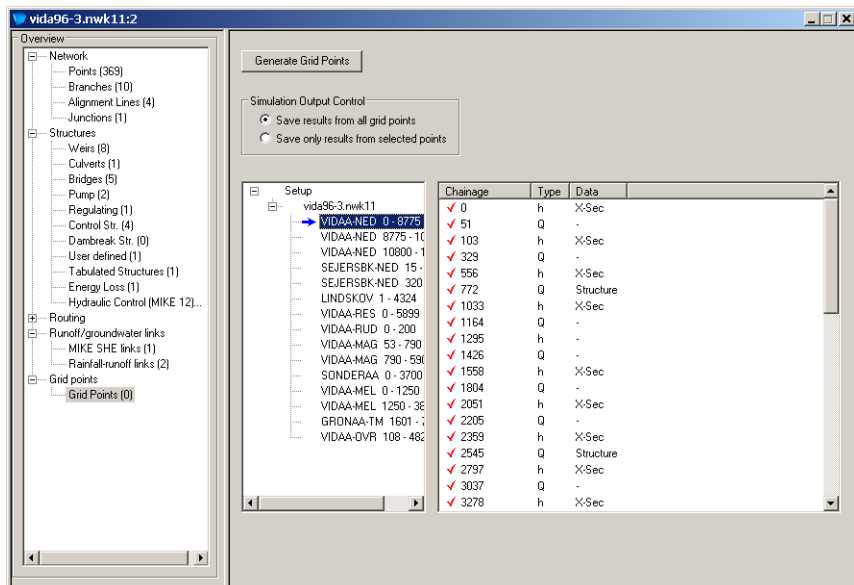 vida96-3.nwk11:2
Overview
Network
Points (369)
Branches (10)
Alignment Lines (4)
Junctions (1)
Structures
Weirs (8)
Culverts (1)
Bridges (5)
Pump (2)
Regulating (1)
Control Str. (4)
Dambreak Str. (0)
User defined (1)
Tabulated Structures (1)
Energy Loss (1)
Hydraulic Control (MIKE 12)...
Routing
Runoff/groundwater links
MIKE SHE links (1)
Rainfall-runoff links (2)
Grid points
Grid Points (0)
Generate Grid Points
Simulation Output Control
Save results from all grid points
Save only results from selected points
Setup
vida96-3.nwk11
VIDAA-NED 0 - 8775
VIDAA-NED 8775 - 10
VIDAA-NED 10800 - 1
SEJERSBK-NED 15 -
SEJERSBK-NED 320
LINDSKOV 1 - 4324
VIDAA-RES 0 - 5899
VIDAA-RUD 0 - 200
VIDAA-MAG 53 - 790
VIDAA-MAG 790 - 590
SONDERAA 0 - 3700
VIDAA-MEL 0 - 1250
VIDAA-MEL 1250 - 38
GRONAA-TM 1601 - 7
VIDAA-OVR 108 - 482
Chainage Type Data
0 h X-Sec
51 Q -
103 h X-Sec
329 Q -
556 h X-Sec
772 Q Structure
1033 h X-Sec
1164 Q -
1295 h -
1426 Q -
1558 h X-Sec
1804 Q -
2051 h X-Sec
2205 Q -
2359 h X-Sec
2545 Q Structure
2797 h X-Sec
3037 Q -
3278 h X-Sec